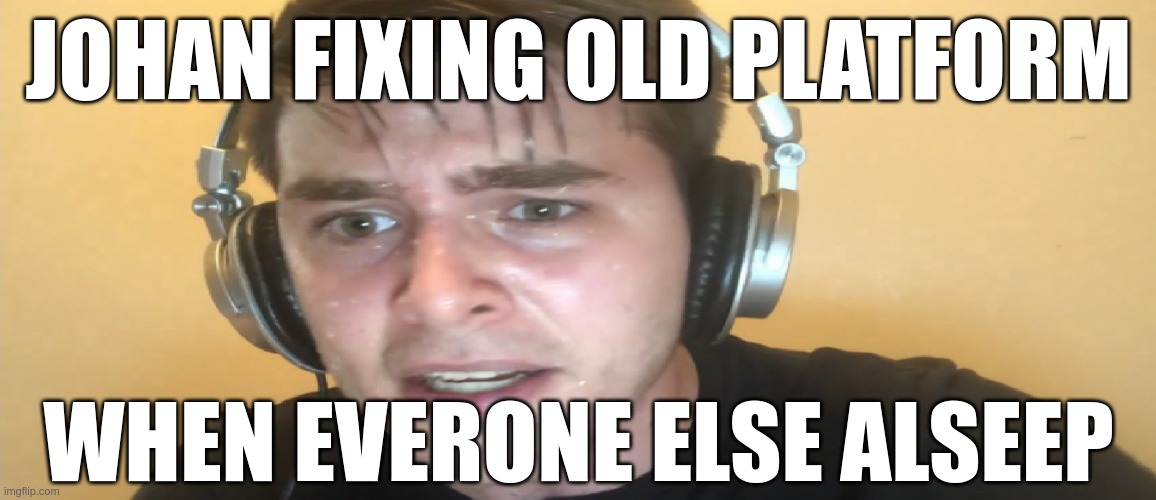 JOHAN FIXING OLD PLATFORM
WHEN EVERONE ELSE ALSEEP
imgflip.com